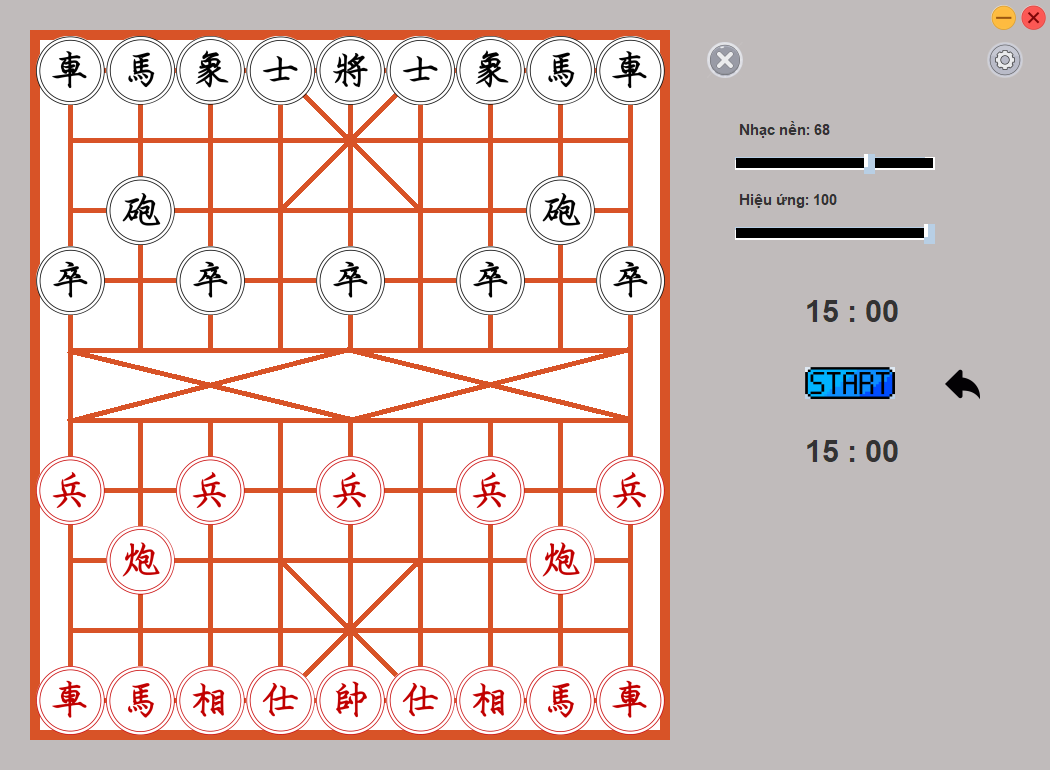 車馬象士將士象馬車
砲 砲
卒 卒 卒 卒 卒
兵 兵 兵 兵 兵
炮 炮
車馬相仕帥仕相馬車
Nhạc nền: 68
Hiệu ứng: 100
15 : 00
START
15 : 00